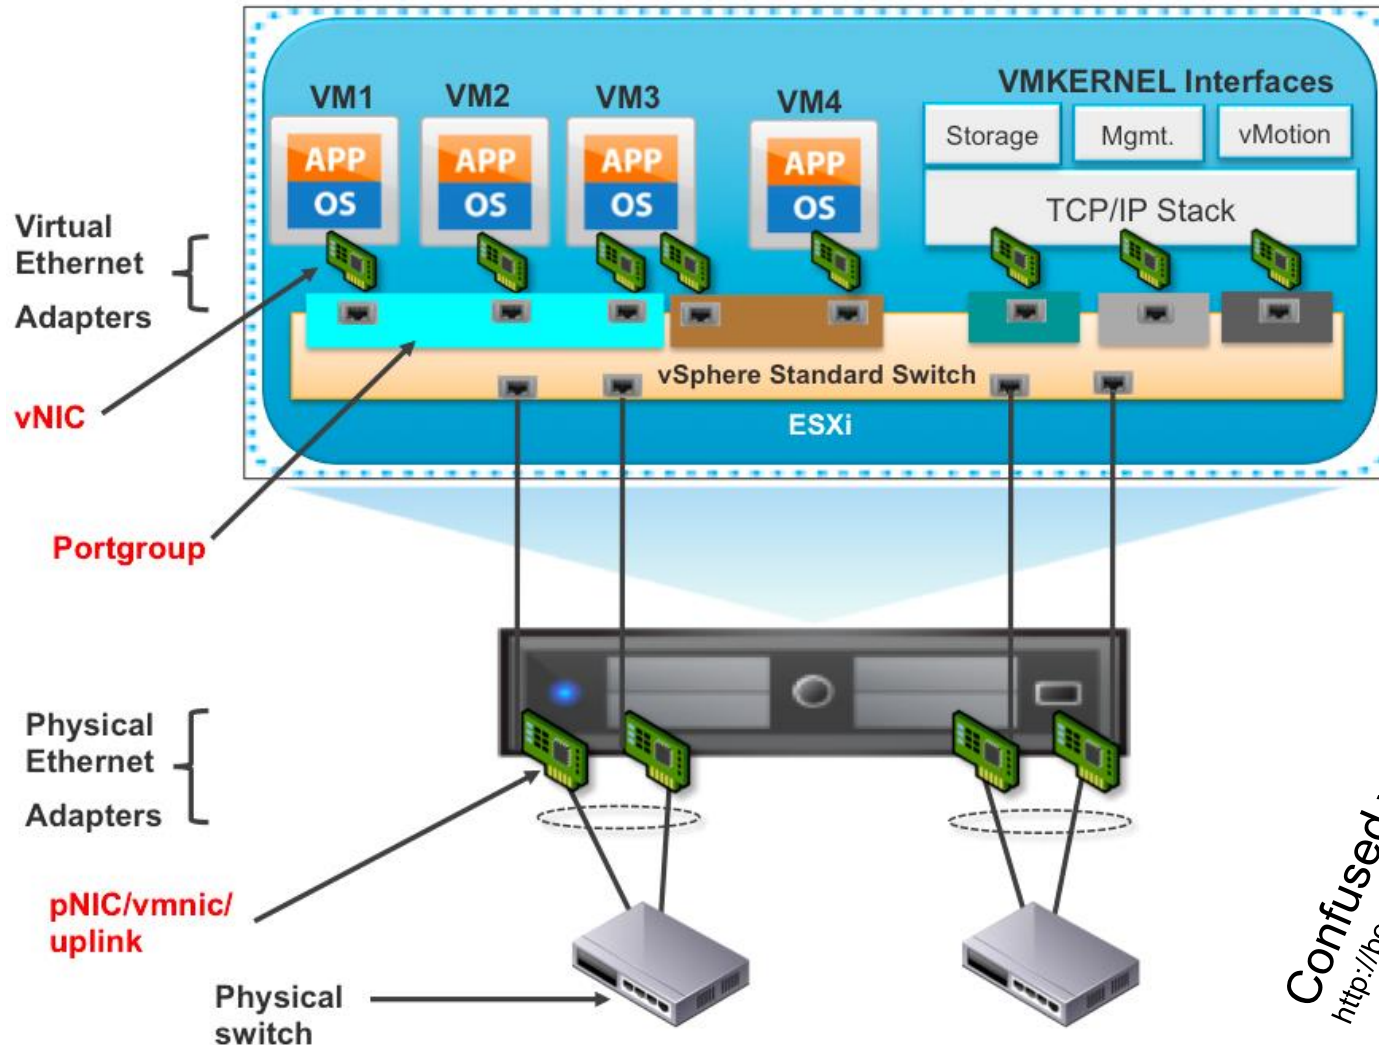 VM1
VM2
VM3
VM4
VMKERNEL Interfaces
Storage
Mgmt.
vMotion
TCP/IP Stack
APP
OS
APP
OS
APP
OS
APP
OS
Virtual
Ethernet
Adapters
vNIC
vSphere Standard Switch
ESXi
Portgroup
Physical
Ethernet
Adapters
pNIC/vmnic/
uplink
Physical
switch
Confused